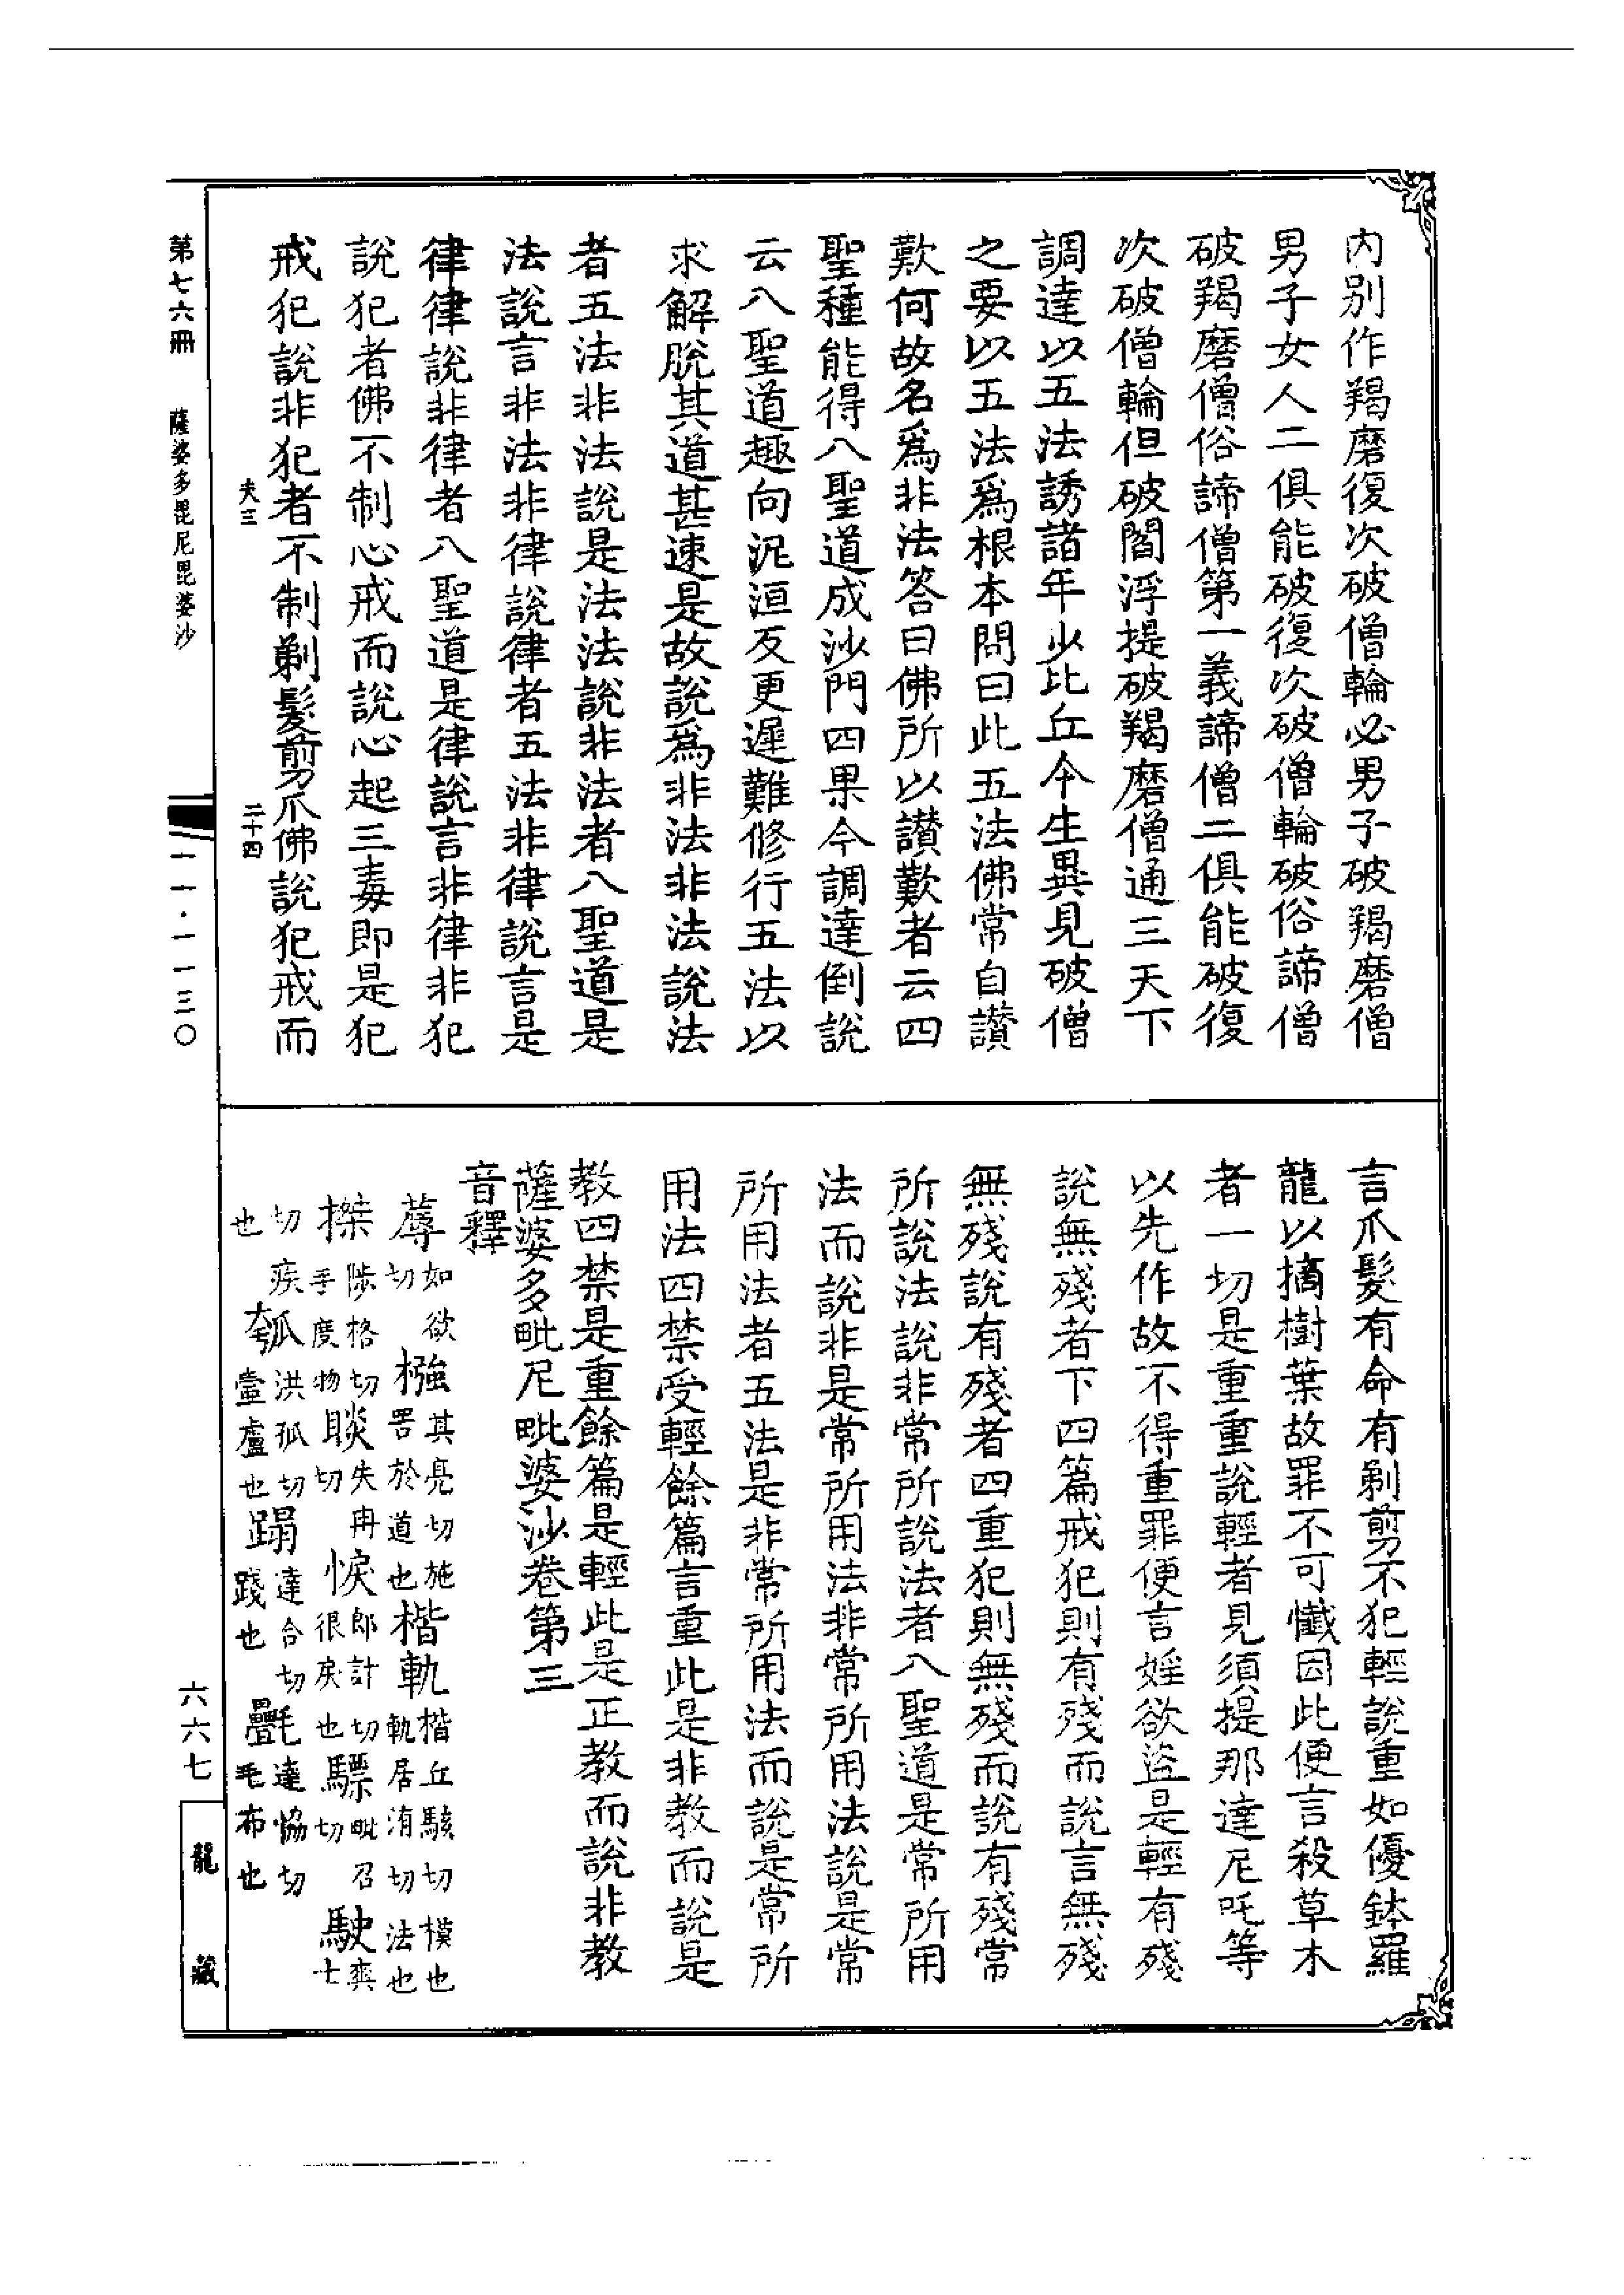 內別作羯磨復次破僧輪必男子破羯磨僧
男子女人二俱能破復次破僧輪破俗諦僧
破羯磨僧俗諦僧第一義諦僧二俱能破復
次破僧輪但破閻浮提破羯磨僧通三天下
調達以五法誘諸年少比丘今生異見破僧
之要以五法爲根本問曰此五法佛常自讃
歎何故名爲非法答曰佛所以讃歎者云四
聖種能得八聖道成沙門四果今調達倒說
云八聖道趣向泥洹反更遲難修行五法以
求解脫其道甚速是故說爲非法非法說法
者五法非法說是法法說非法者八聖道是
法說言非法非律說律者五法非律說言是
律律說非律者八聖道是律說言非律非犯
說犯者佛不制心戒而說心起三毒即是犯
戒犯說非犯者不制剃髮剪爪佛說犯戒而
夫三
二十四
言爪髮有命有剃剪不犯輕說重如優鉢羅
龍以摘樹葉故罪不可懺因此便言殺草木
者一切是重重說輕者見須提那達尼吒等
以先作故不得重罪便言婬欲盜是輕有殘
說無殘者下四篇戒犯則有殘而說言無殘
無殘說有殘者四重犯則無殘而說有殘常
所說法說非常所說法者八聖道是常所用
法而說非是常所用法非常所用法說是常
所用法者五法是非常所用法而說是常所
用法四禁受輕餘篇言重此是非教而說是
教四禁是重餘篇是輕此是正教而說非教
薩婆多毗尼毗婆沙卷第三
音釋
蓐如欲切 𣔳其亮切施罟於道也 楷軌楷丘駭切模也軌居洧切法也
搩陟格切手度物 睒失冉切 悷郎計切很戾也 驃毗召切 駛爽士
切疾也 瓠洪孤切壷盧也 蹋達合切踐也 㲲達協切毛布也
第七六冊 薩婆多毘尼毘婆沙
一一·一一三〇
六六七
龍藏